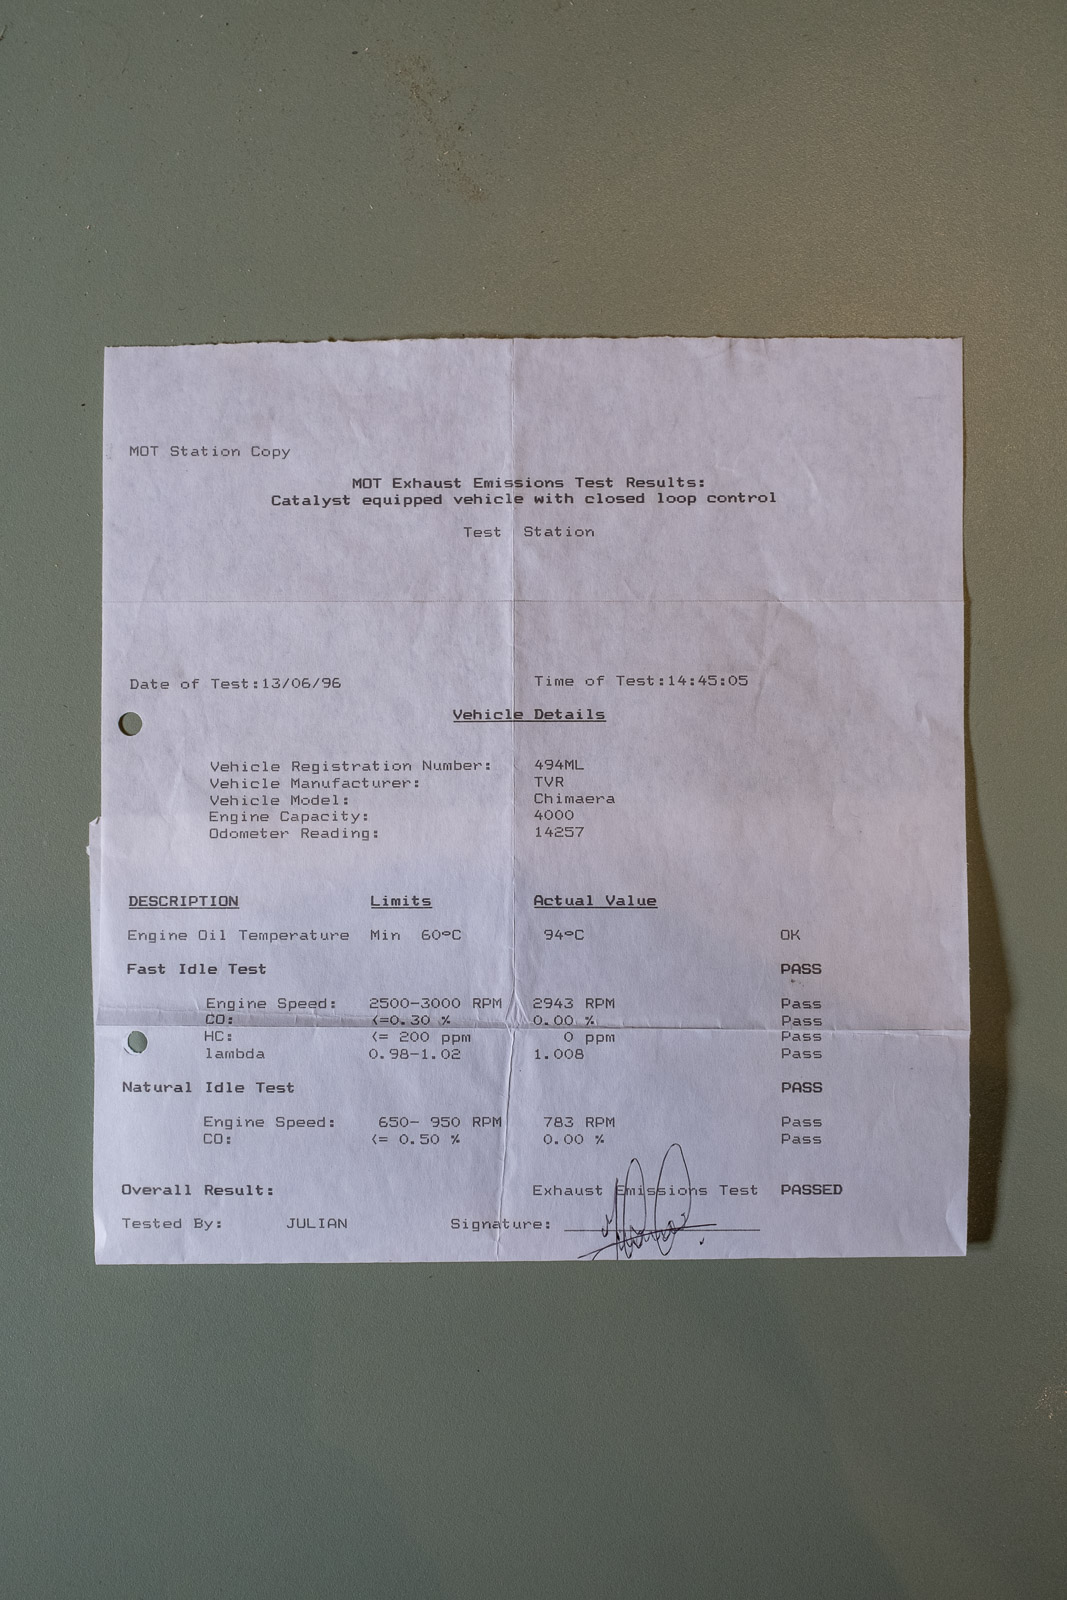 MOT Station Copy
MOT Exhaust Emissions Test Results:
Catalyst equipped vehicle with closed loop control
Test Station
Date of Test:13/06/96 Time of Test:14:45:05
Vehicle Details
Vehicle Registration Number: 494ML
Vehicle Manufacturer: TVR
Vehicle Model: Chimaera
Engine Capacity: 4000
Odometer Reading: 14257
DESCRIPTION Limits Actual Value
Engine Oil Temperature Min 60°C 94°C OK
Fast Idle Test PASS
Engine Speed: 2500-3000 RPM 2943 RPM Pass
CO: <=0.30 % 0.00 % Pass
HC: <= 200 ppm 0 ppm Pass
lambda 0.98-1.02 1.008 Pass
Natural Idle Test PASS
Engine Speed: 650- 950 RPM 783 RPM Pass
CO: <= 0.50 % 0.00 % Pass
Overall Result: Exhaust Emissions Test PASSED
Tested By: JULIAN Signature: